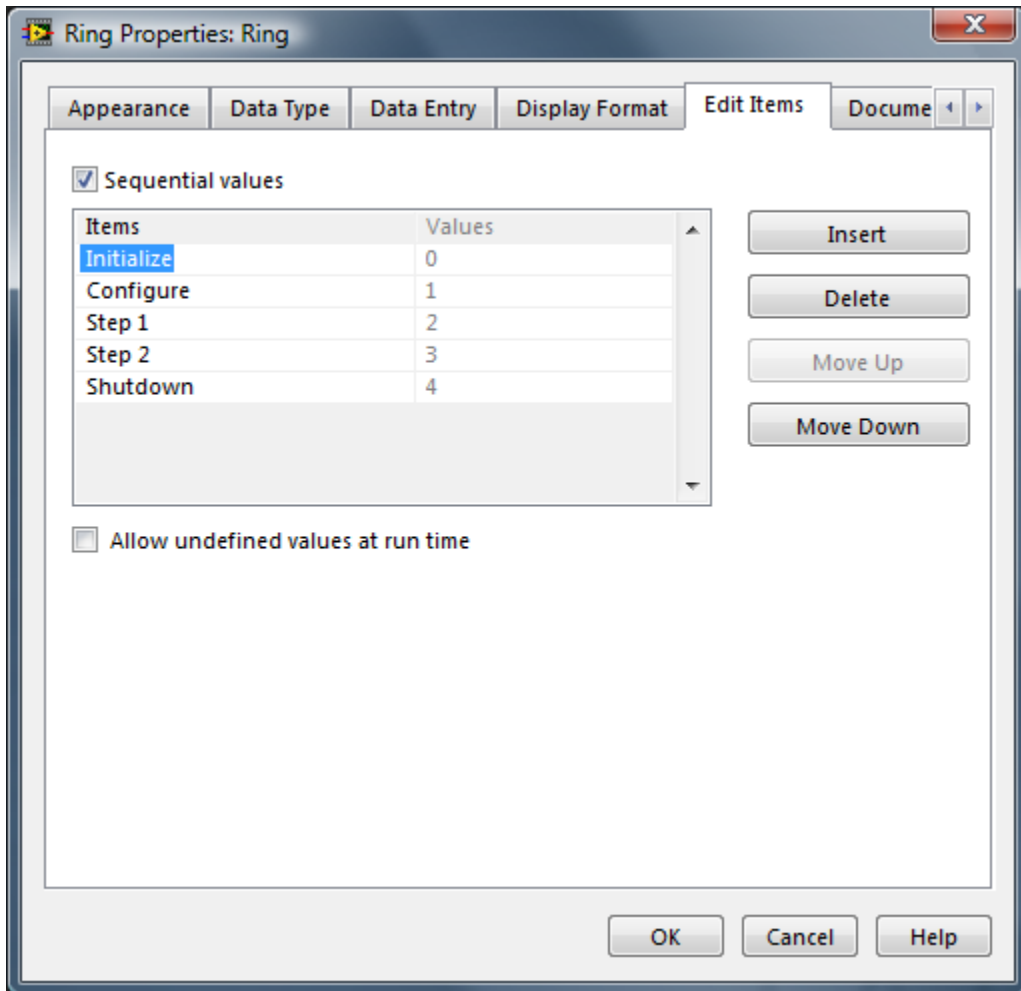 Ring Properties: Ring
Appearance Data Type Data Entry Display Format Edit Items Docume
Sequential values
Items Values
Initialize 0
Configure 1
Step 1 2
Step 2 3
Shutdown 4
Insert
Delete
Move Up
Move Down
Allow undefined values at run time
OK Cancel Help